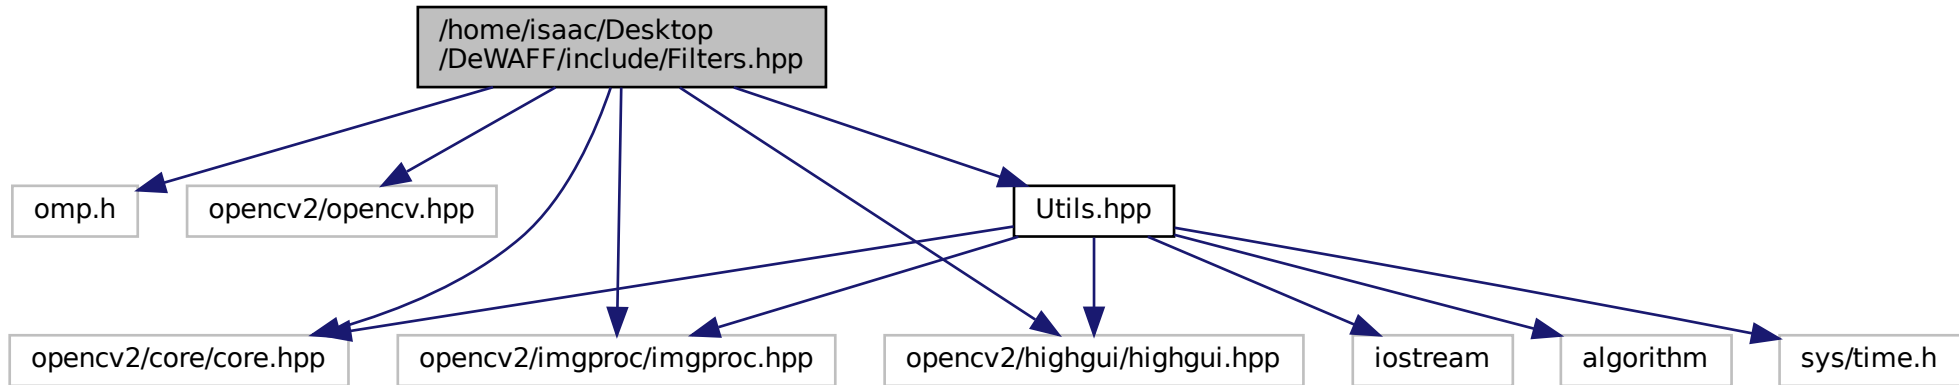 /home/isaac/Desktop
/DeWAFF/include/Filters.hpp
omp.h
opencv2/opencv.hpp
Utils.hpp
opencv2/core/core.hpp
opencv2/imgproc/imgproc.hpp
opencv2/highgui/highgui.hpp
iostream
algorithm
sys/time.h